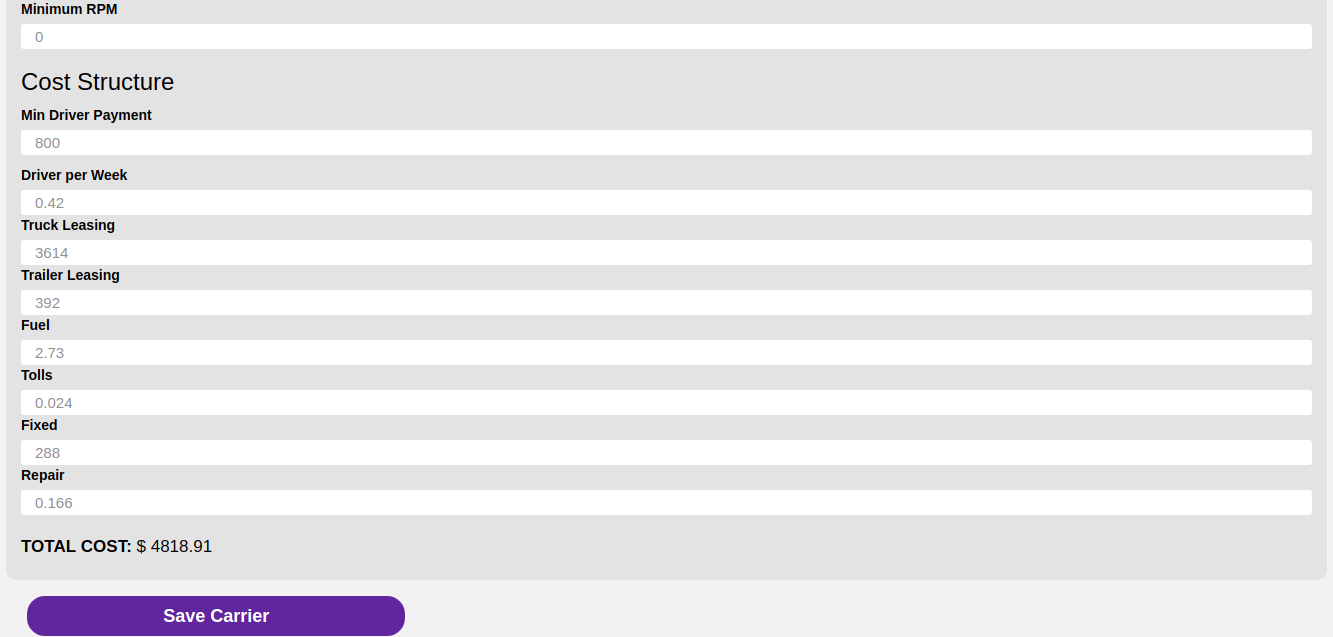 Minimum RPM
0
Cost Structure
Min Driver Payment
800
Driver per Week
0.42
Truck Leasing
3614
Trailer Leasing
392
Fuel
2.73
Tolls
0.024
Fixed
288
Repair
0.166
TOTAL COST: $ 4818.91
Save Carrier